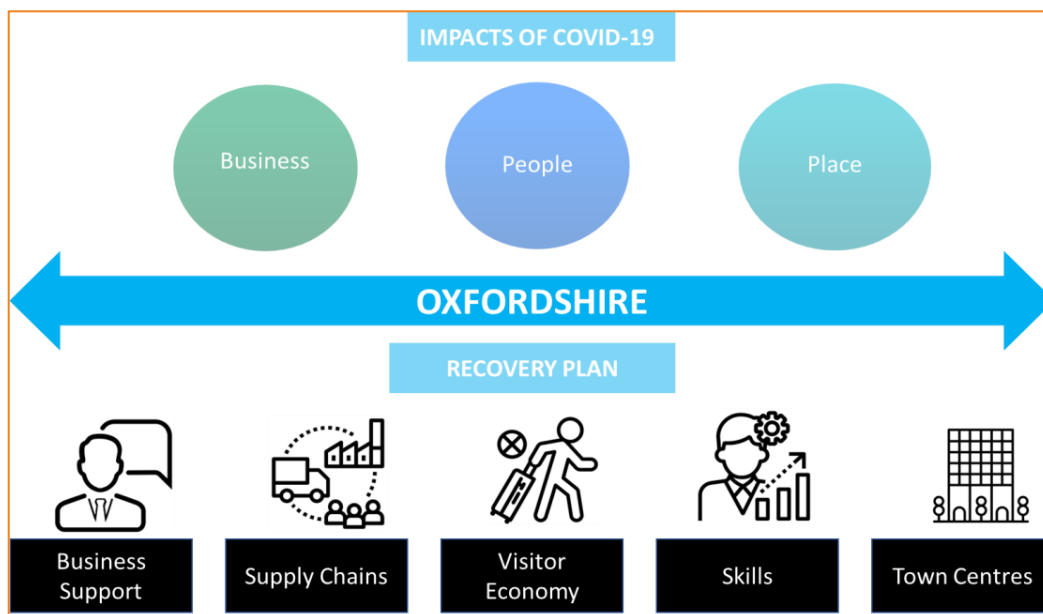 IMPACTS OF COVID-19
Business
People
Place
OXFORDSHIRE
RECOVERY PLAN
Business
Support
Supply Chains
Visitor
Economy
Skills
Town Centres